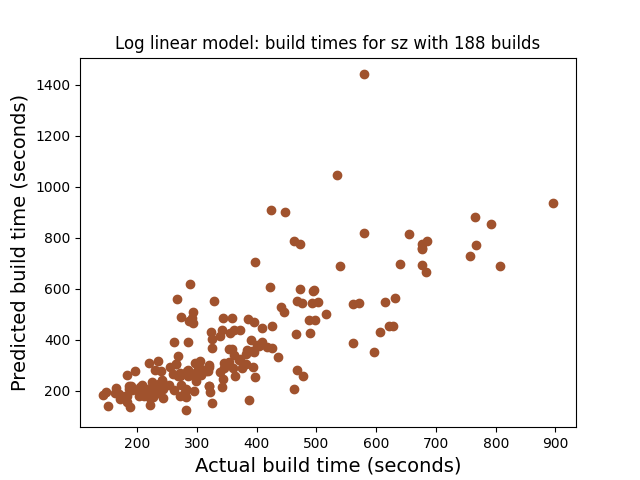 Log linear model: build times for sz with 188 builds
1400
1200
1000
800
600
400
200
Predicted build time (seconds)
200 300 400 500 600 700 800 900
Actual build time (seconds)